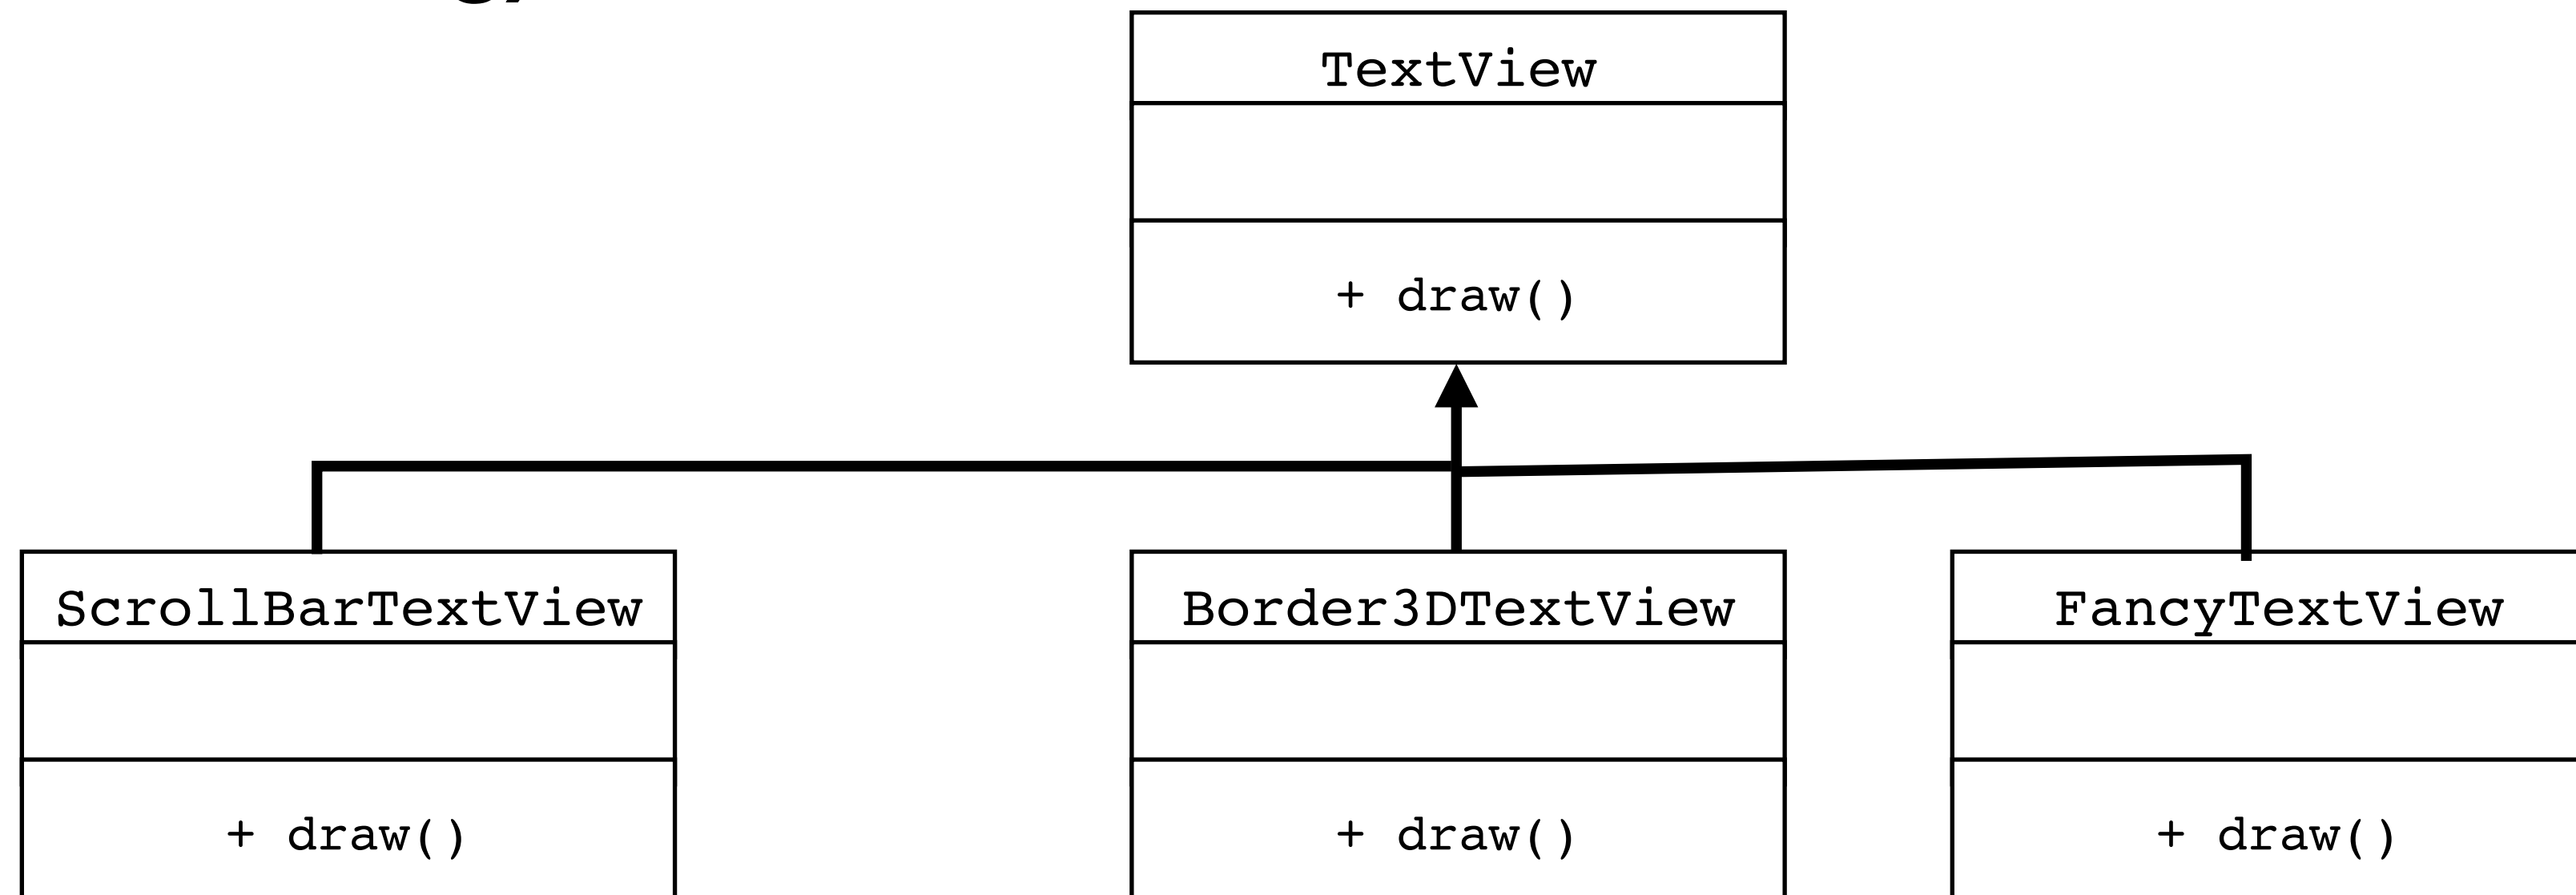 TextView
+ draw()
ScrollBarTextView
Border3DTextView
FancyTextView
+ draw()
+ draw()
+ draw()